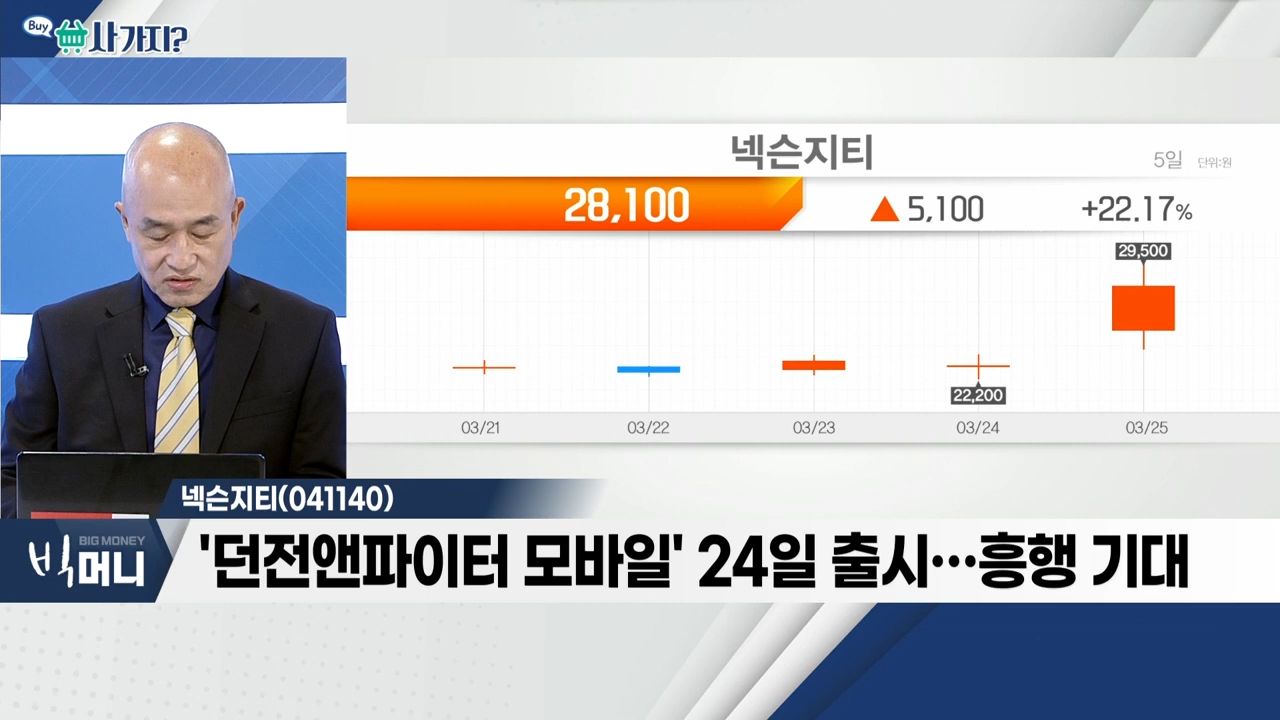 Buy 사가지?
넥슨지티
5일 단위:원
28,100 ▲ 5,100 +22.17%
29,500
22,200
03/21 03/22 03/23 03/24 03/25
넥슨지티(041140)
BIG MONEY
빅머니
'던전앤파이터 모바일' 24일 출시…흥행 기대